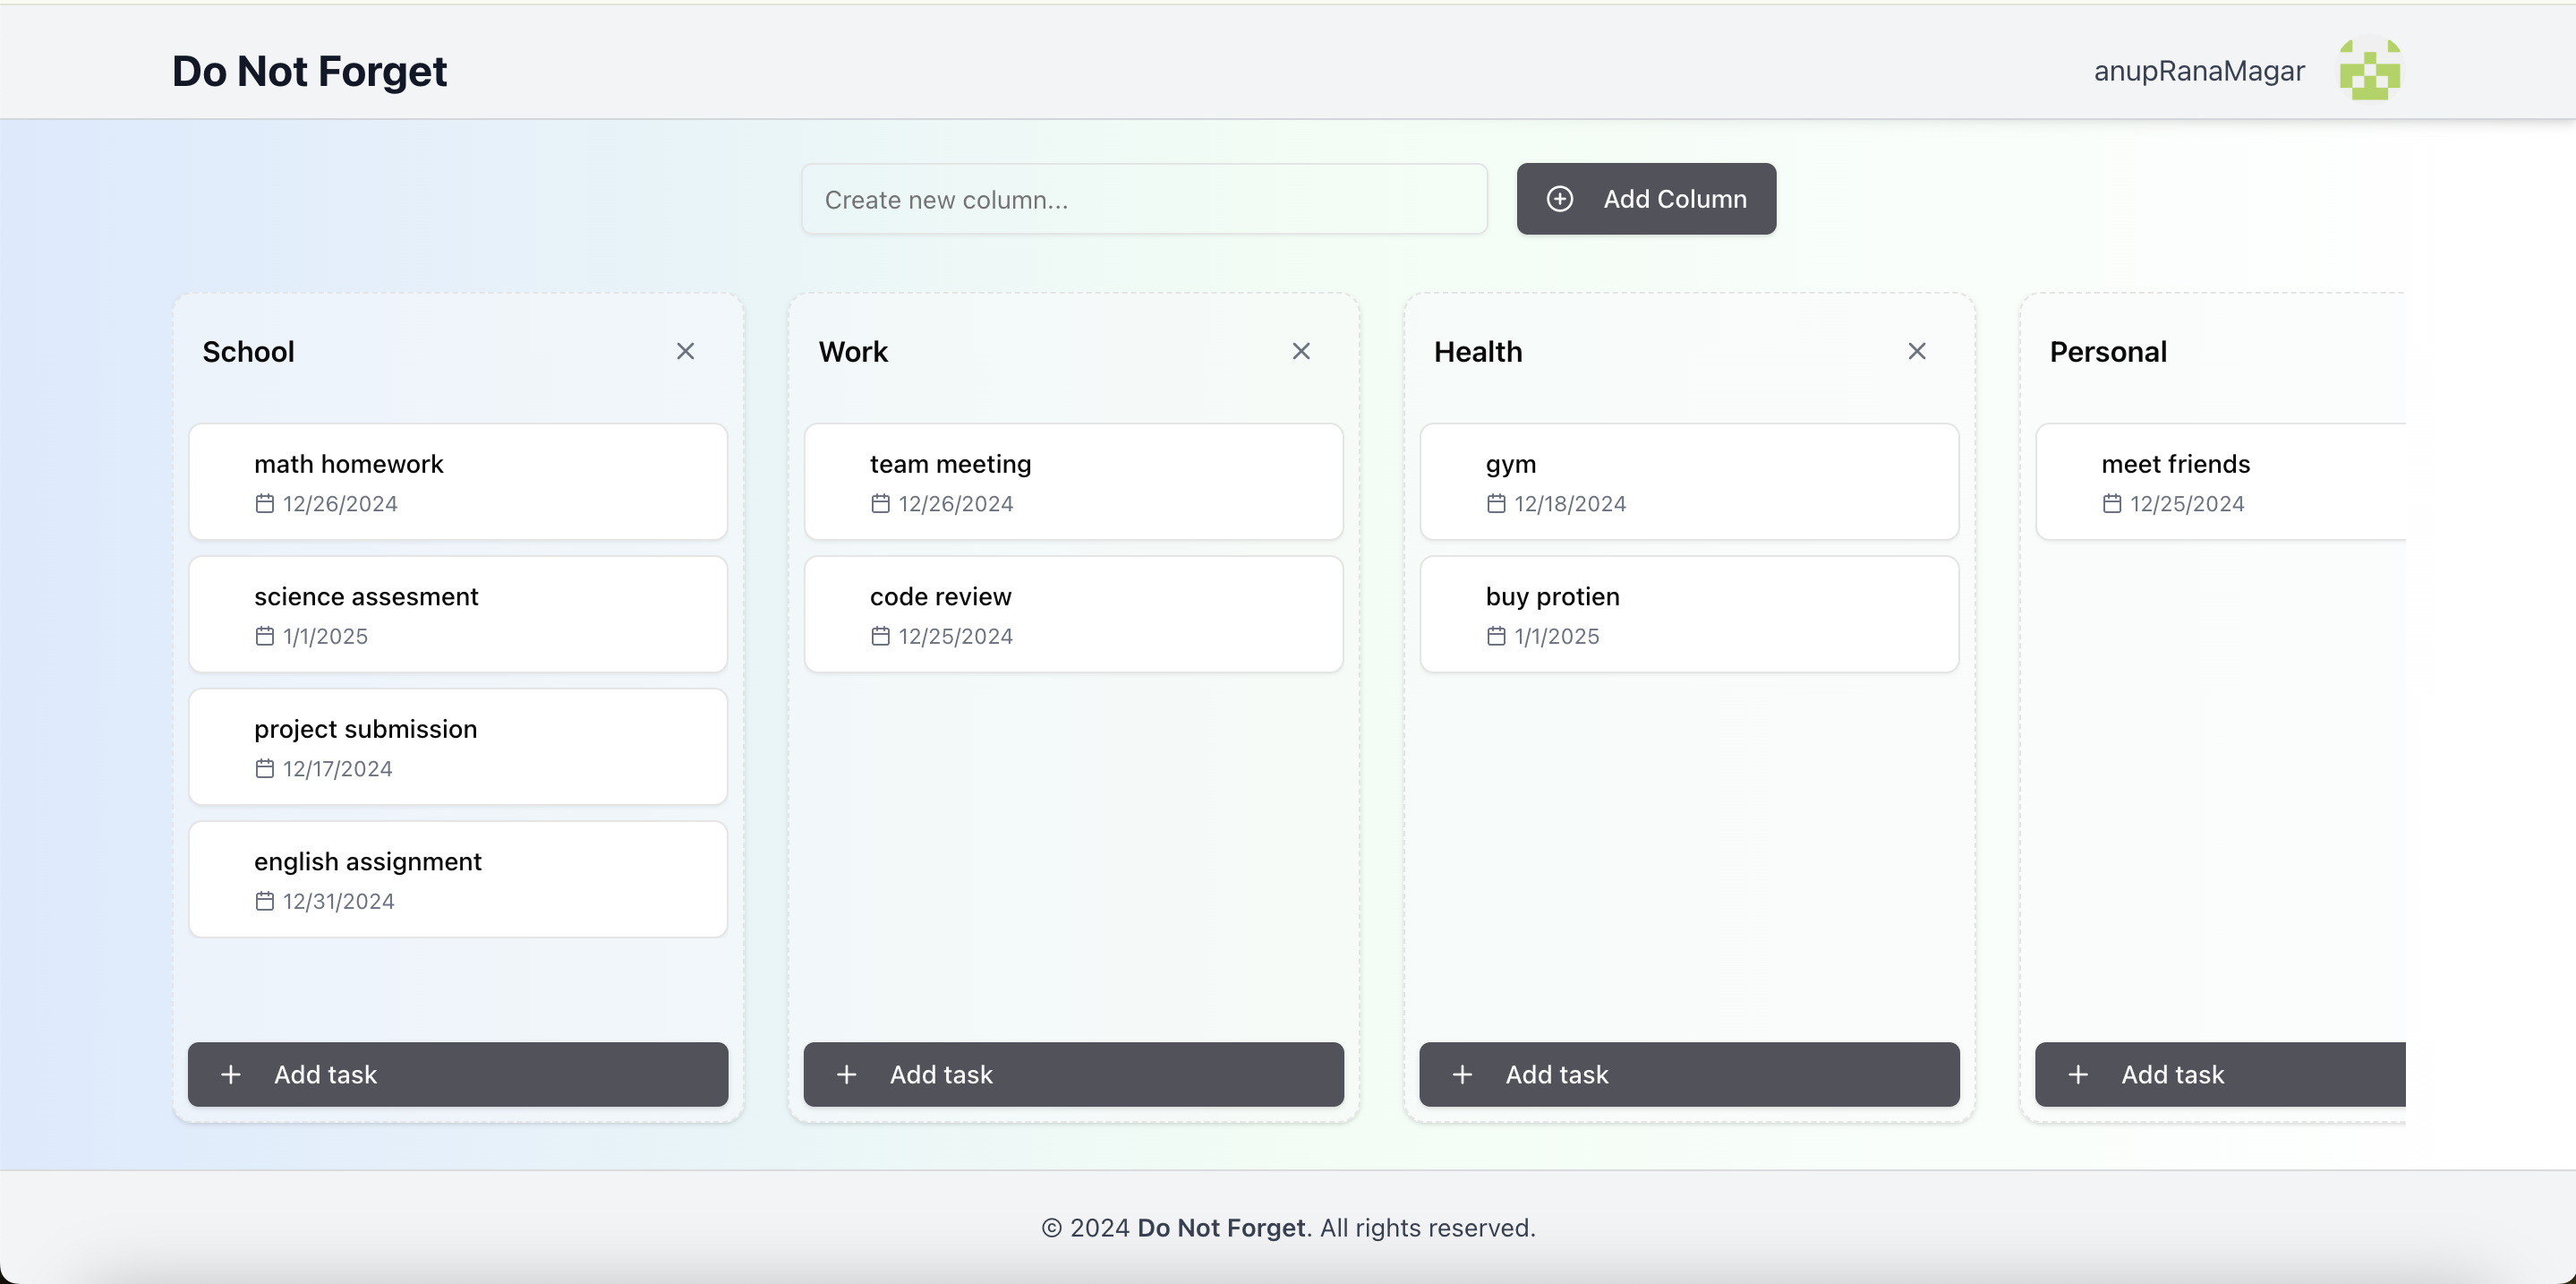 Do Not Forget
anupRanaMagar
Create new column...
Add Column
School
math homework
12/26/2024
science assesment
1/1/2025
project submission
12/17/2024
english assignment
12/31/2024
Add task
Work
team meeting
12/26/2024
code review
12/25/2024
Add task
Health
gym
12/18/2024
buy protien
1/1/2025
Add task
Personal
meet friends
12/25/2024
Add task
© 2024 Do Not Forget. All rights reserved.